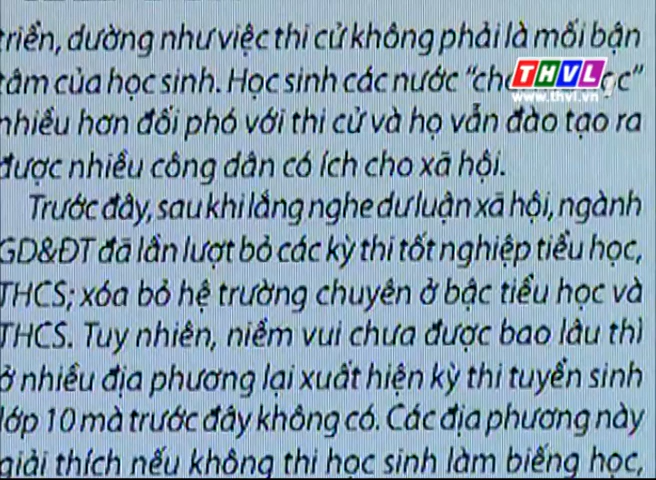 triển, dường như việc thi cử không phải là mối bận
tâm của học sinh. Học sinh các nước
THVL
www.thvl.vn
nhiều hơn đối phó với thi cử và họ vẫn đào tạo ra
được nhiều công dân có ích cho xã hội.
Trước đây, sau khi lắng nghe dư luận xã hội, ngành
GD&ĐT đã lần lượt bỏ các kỳ thi tốt nghiệp tiểu học,
THCS; xóa bỏ hệ trường chuyên ở bậc tiểu học và
THCS. Tuy nhiên, niềm vui chưa được bao lâu thì
ở nhiều địa phương lại xuất hiện kỳ thi tuyển sinh
lớp 10 mà trước đây không có. Các địa phương này
giải thích nếu không thi học sinh làm biếng học,